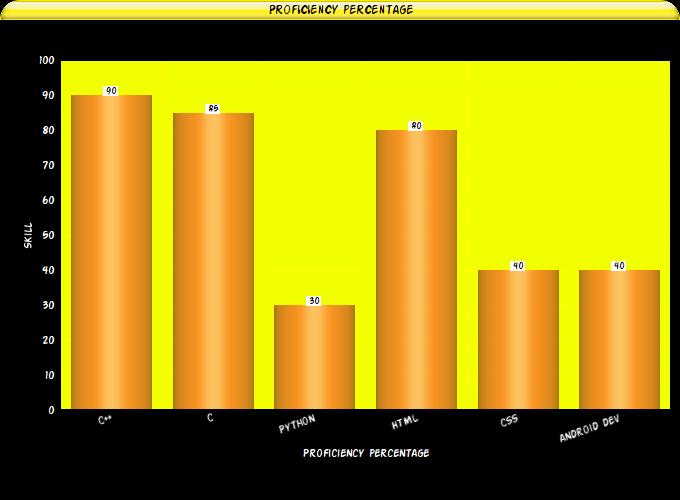 PROFICIENCY PERCENTAGE
100
90
80
70
60
50
40
30
20
10
0
SKILL
90
85
30
80
40
40
C++
C
PYTHON
HTML
CSS
ANDROID DEV
PROFICIENCY PERCENTAGE